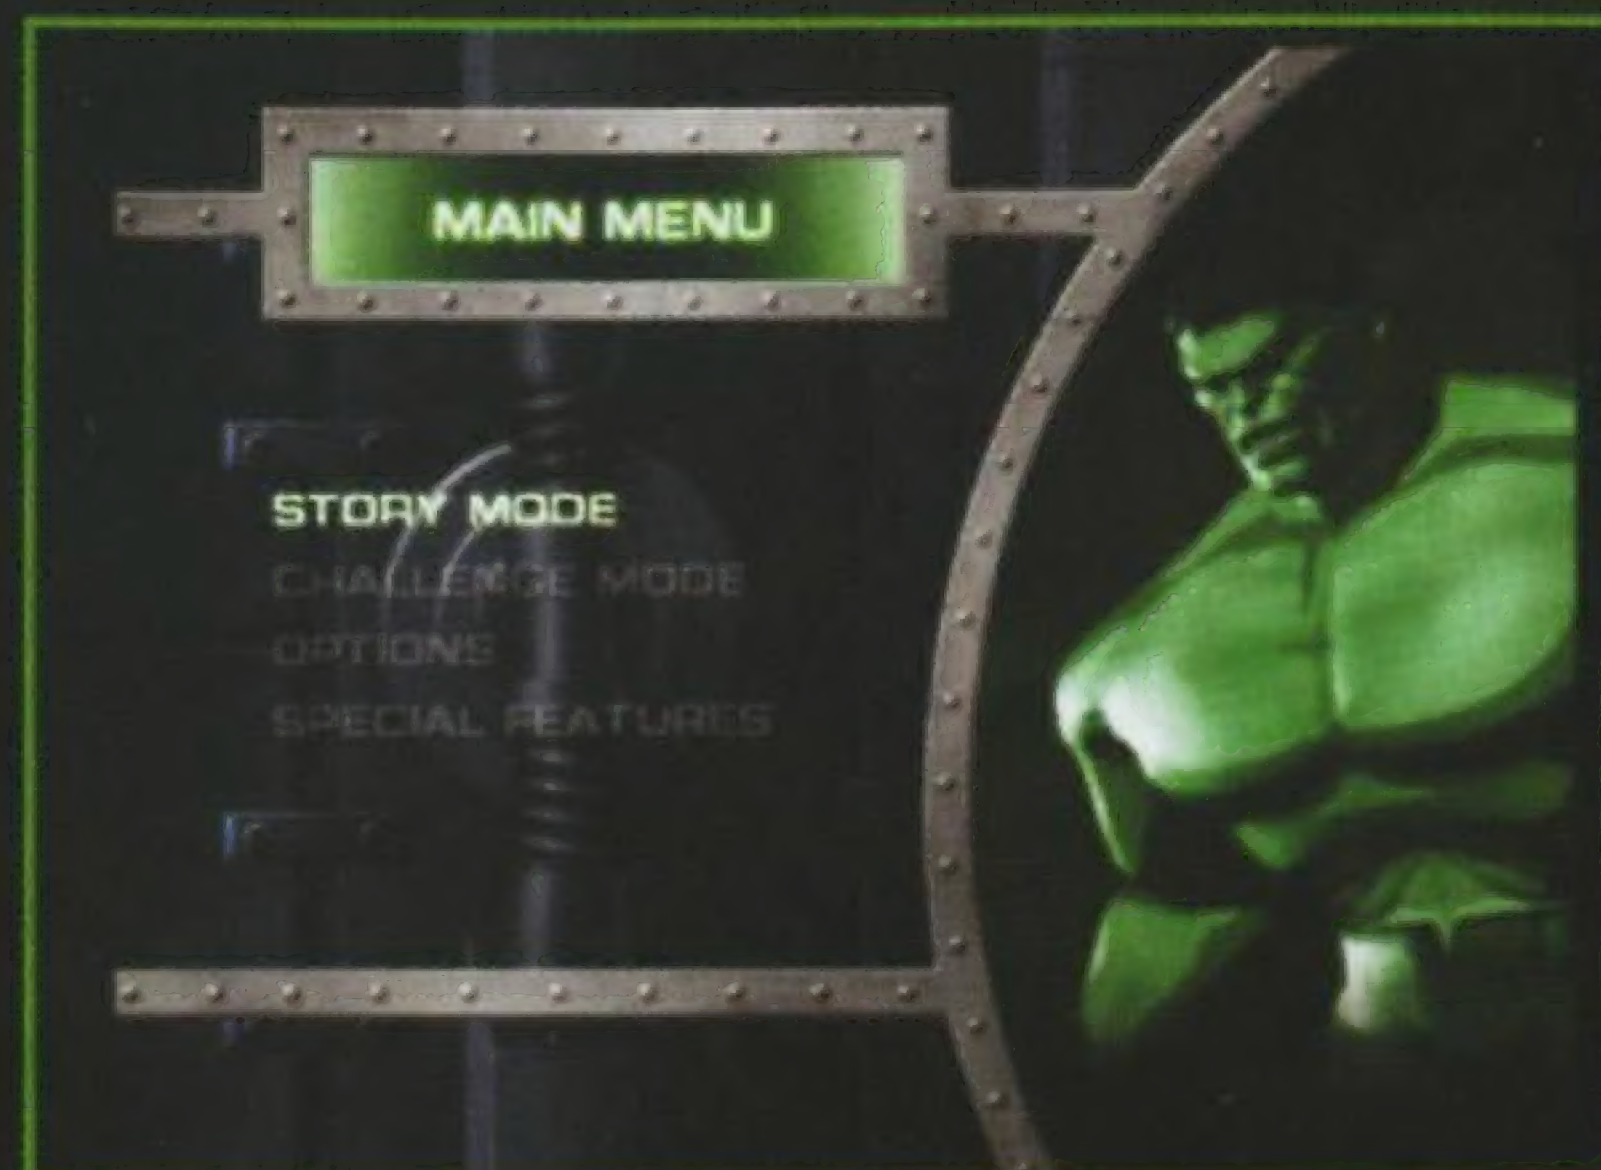 MAIN MENU
STORY MODE
CHALLENGE MODE
OPTIONS
SPECIAL FEATURES